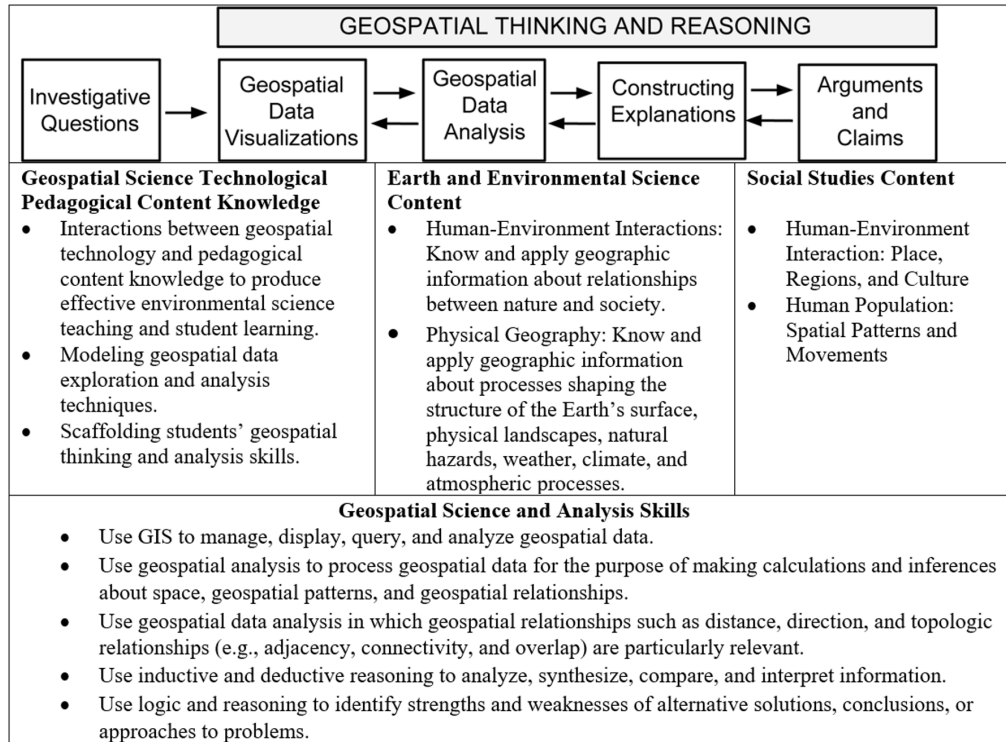 GEOSPATIAL THINKING AND REASONING
Investigative
Questions
Geospatial
Data
Visualizations
Geospatial
Data
Analysis
Constructing
Explanations
Arguments
and
Claims
Geospatial Science Technological
Pedagogical Content Knowledge
• Interactions between geospatial
technology and pedagogical
content knowledge to produce
effective environmental science
teaching and student learning.
• Modeling geospatial data
exploration and analysis
techniques.
• Scaffolding students’ geospatial
thinking and analysis skills.
Earth and Environmental Science
Content
• Human-Environment Interactions:
Know and apply geographic
information about relationships
between nature and society.
• Physical Geography: Know and
apply geographic information
about processes shaping the
structure of the Earth’s surface,
physical landscapes, natural
hazards, weather, climate, and
atmospheric processes.
Social Studies Content
• Human-Environment
Interaction: Place,
Regions, and Culture
• Human Population:
Spatial Patterns and
Movements
Geospatial Science and Analysis Skills
• Use GIS to manage, display, query, and analyze geospatial data.
• Use geospatial analysis to process geospatial data for the purpose of making calculations and inferences
about space, geospatial patterns, and geospatial relationships.
• Use geospatial data analysis in which geospatial relationships such as distance, direction, and topologic
relationships (e.g., adjacency, connectivity, and overlap) are particularly relevant.
• Use inductive and deductive reasoning to analyze, synthesize, compare, and interpret information.
• Use logic and reasoning to identify strengths and weaknesses of alternative solutions, conclusions, or
approaches to problems.